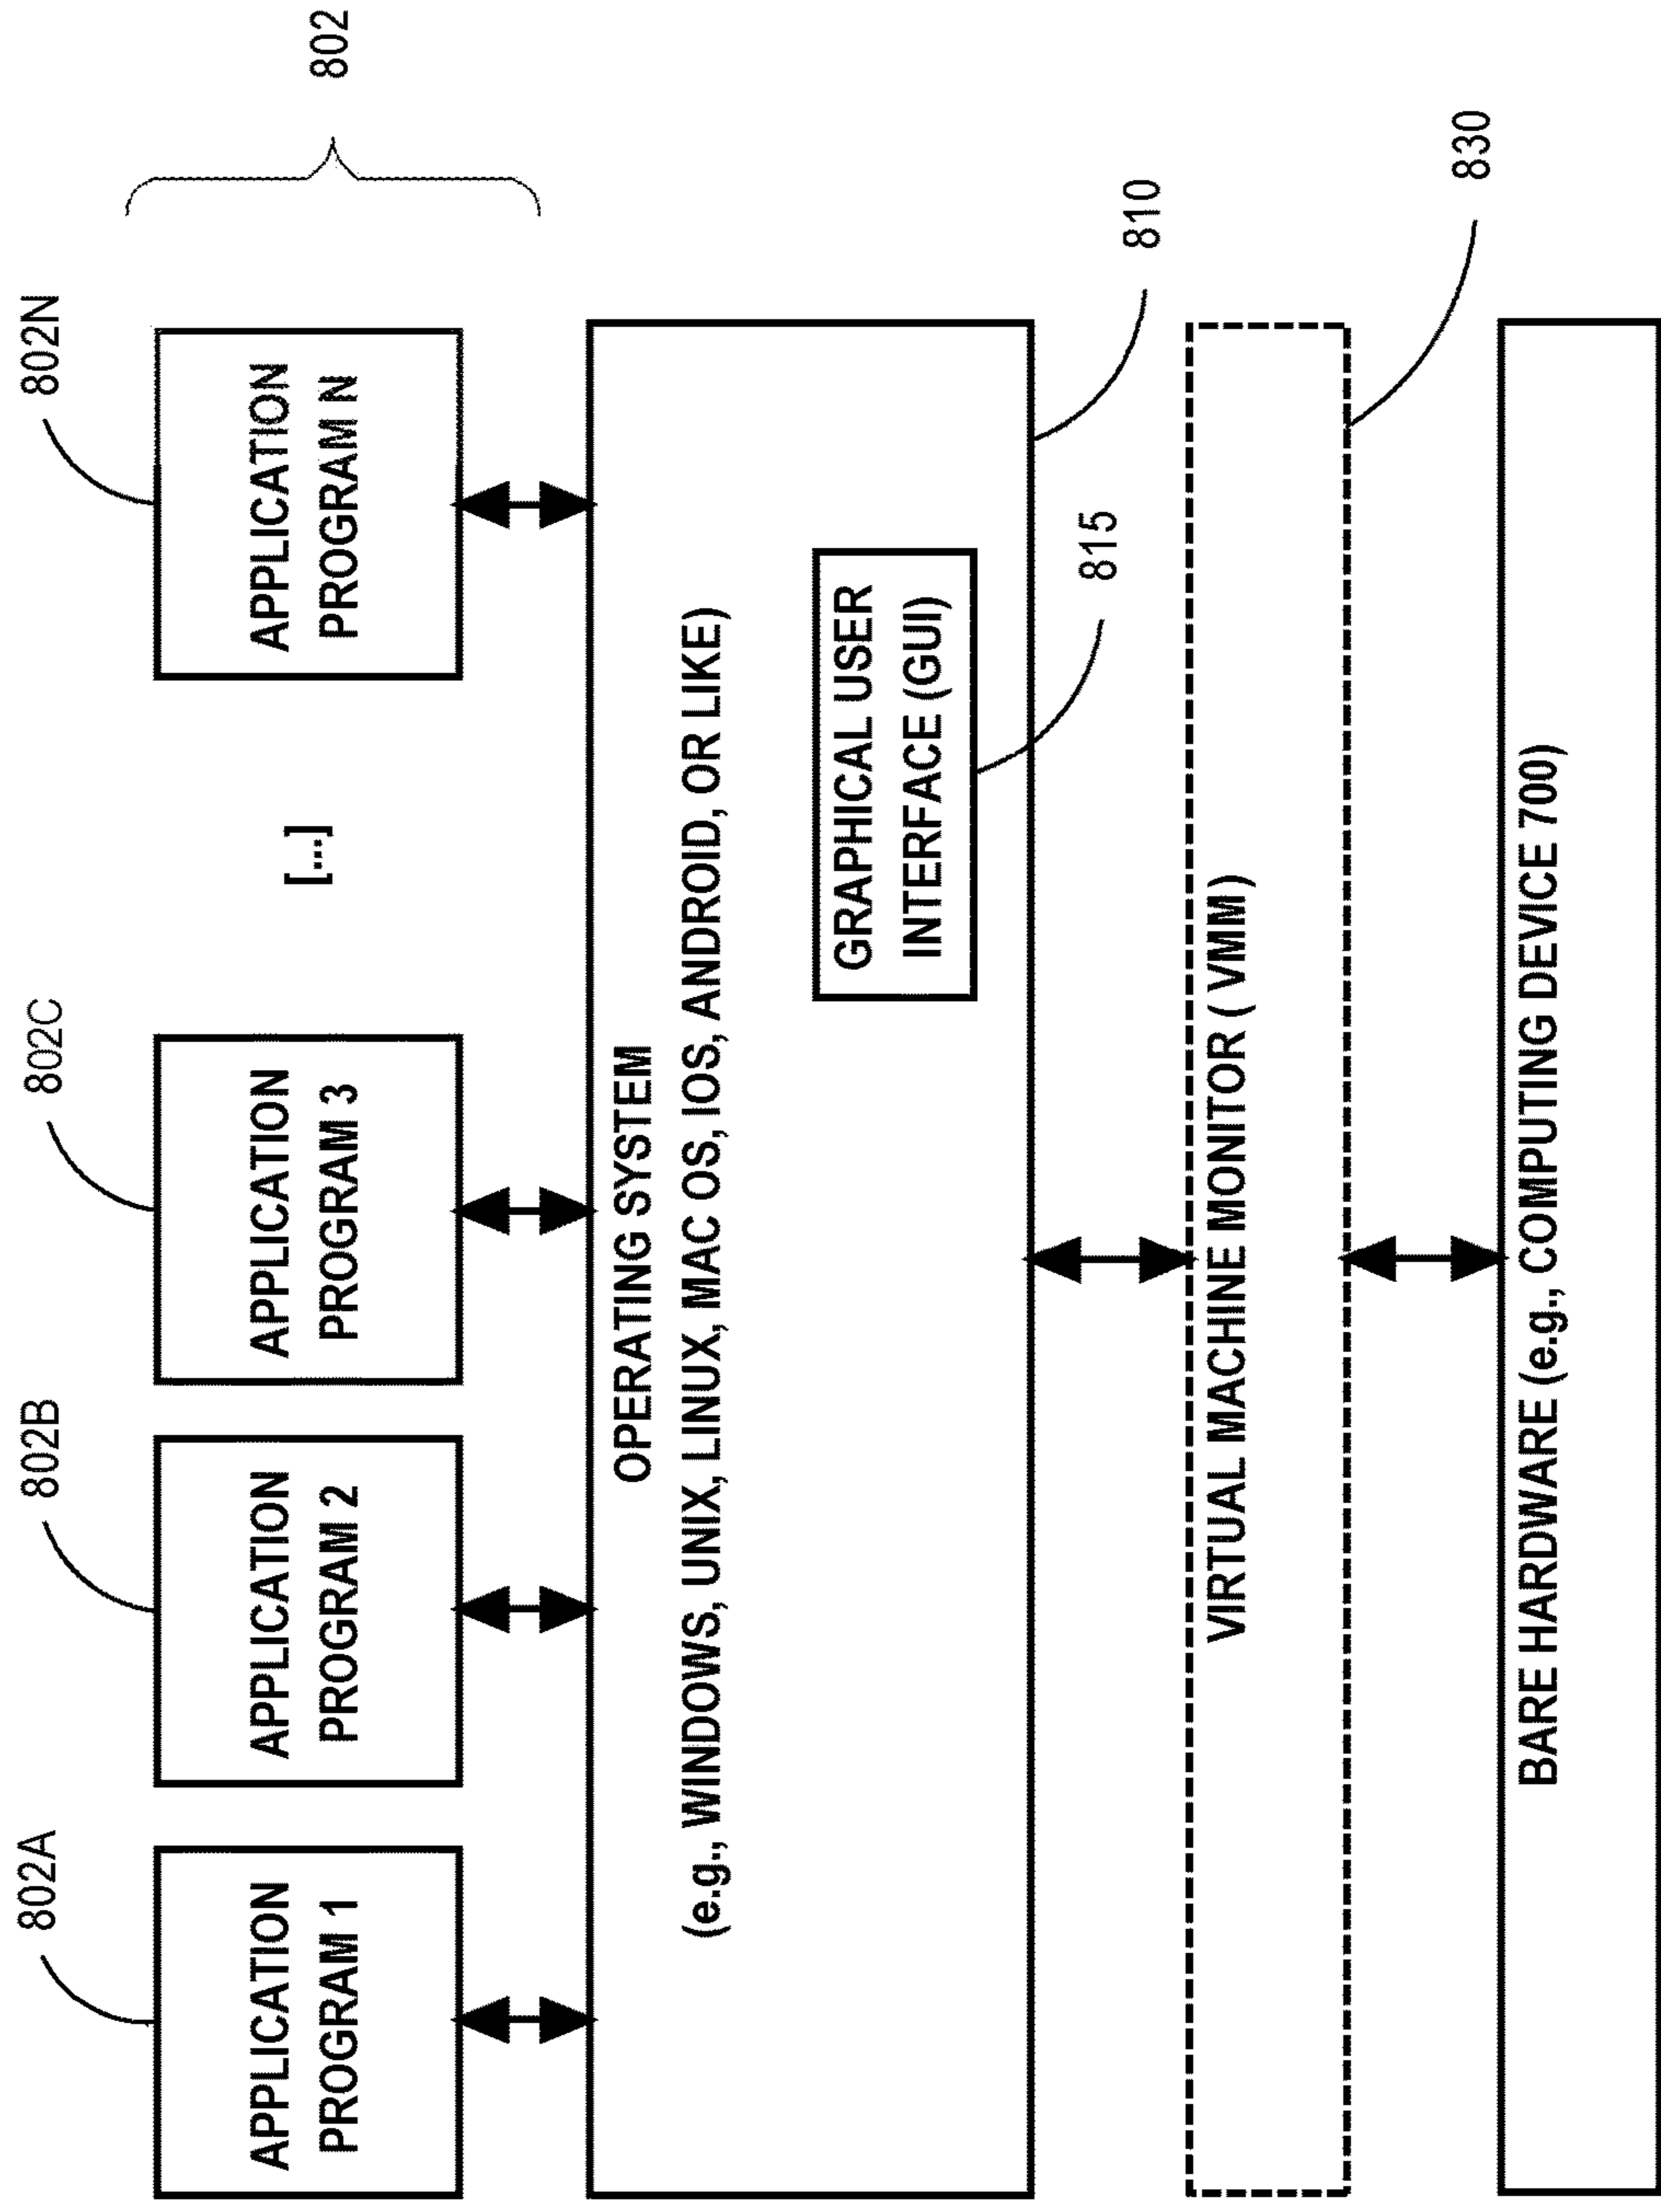 802
802A
802B
802C
802N
APPLICATION
PROGRAM 1
APPLICATION
PROGRAM 2
APPLICATION
PROGRAM 3
[...]
APPLICATION
PROGRAM N
OPERATING SYSTEM
(e.g., WINDOWS, UNIX, LINUX, MAC OS, IOS, ANDROID, OR LIKE)
GRAPHICAL USER
INTERFACE (GUI)
815
810
VIRTUAL MACHINE MONITOR ( VMM)
830
BARE HARDWARE (e.g., COMPUTING DEVICE 700)